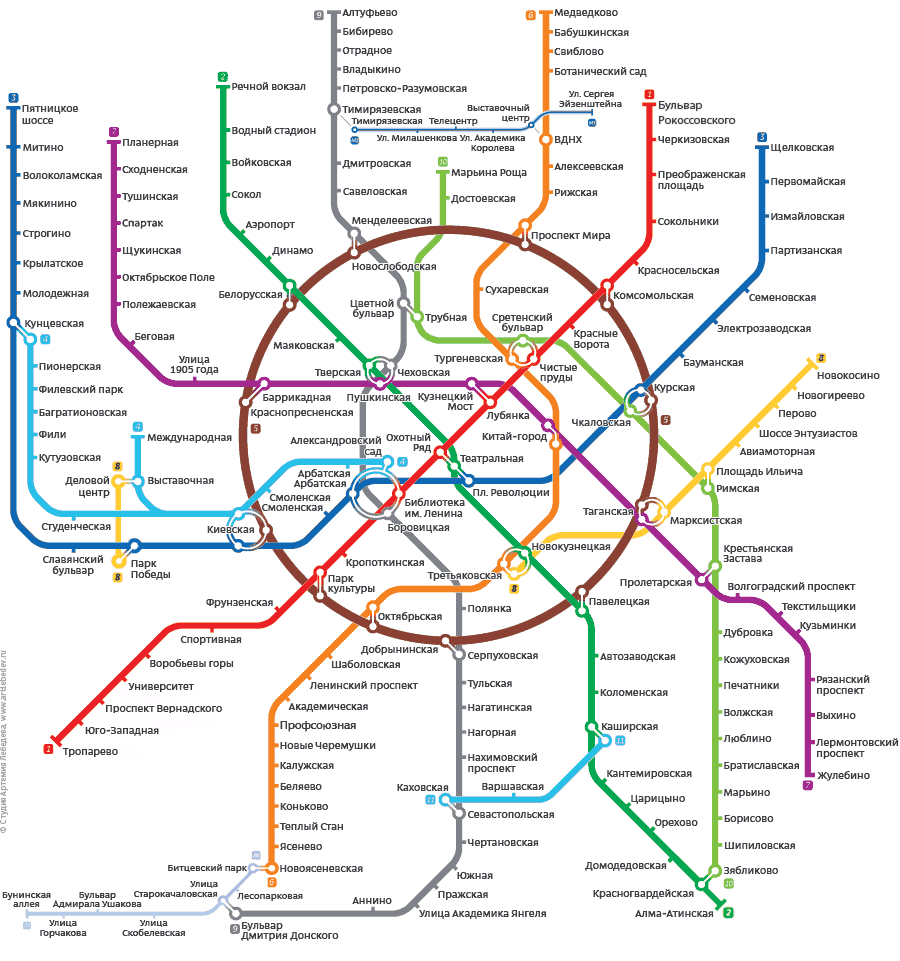 9
Алтуфьево
Бибирево
Отрадное
Владыкино
Петровско-Разумовская
Тимирязевская
Дмитровская
Савеловская
Менделеевская
Новослободская
Цветной
бульвар
Чеховская
6
Медведково
Бабушкинская
Свиблово
Ботанический сад
Ул. Сергея
Эйзенштейна
Выставочный
центр
Тимирязевская
Телецентр
Ул. Милашенкова
Ул. Академика
Королева
ВДНХ
Алексеевская
Рижская
Проспект Мира
Сухаревская
Тургеневская
3
Пятницкое
шоссе
Митино
Волоколамская
Мякинино
Строгино
Крылатское
Молодежная
Кунцевская
4
Пионерская
Филевский парк
Багратионовская
Фили
Кутузовская
Студенческая
7
Планерная
Сходненская
Тушинская
Спартак
Щукинская
Октябрьское Поле
Полежаевская
Беговая
Улица
1905 года
Баррикадная
Краснопресненская
5
2
Речной вокзал
Водный стадион
Войковская
Сокол
Аэропорт
Динамо
Белорусская
Маяковская
Тверская
Пушкинская
10
Марьина Роща
Достоевская
Трубная
Сретенский
бульвар
1
Бульвар
Рокоссовского
Черкизовская
Преображенская
площадь
Сокольники
Красносельская
Комсомольская
Красные
Ворота
Чистые
пруды
3
Щелковская
Первомайская
Измайловская
Партизанская
Семеновская
Электрозаводская
Бауманская
Курская
5
Чкаловская
8
Новокосино
Новогиреево
Перово
Шоссе Энтузиастов
Авиамоторная
Площадь Ильича
Римская
Марксистская
Таганская
Кузнецкий
Мост
Лубянка
Китай-город
Охотный
Ряд
Театральная
Пл. Революции
Александровский
сад
4
Арбатская
Арбатская
Смоленская
Смоленская
Библиотека
им. Ленина
Боровицкая
4
Международная
8
Деловой
центр
Выставочная
Киевская
Славянский
бульвар
8
Парк
Победы
Кропоткинская
Парк
культуры
Фрунзенская
Спортивная
Воробьевы горы
Университет
Проспект Вернадского
Юго-Западная
1
Тропарево
Третьяковская
8
Новокузнецкая
Полянка
Октябрьская
Добрынинская
Серпуховская
Павелецкая
Пролетарская
Крестьянская
Застава
Волгоградский проспект
Текстильщики
Кузьминки
Рязанский
проспект
Выхино
Лермонтовский
проспект
Жулебино
7
Дубровка
Кожуховская
Печатники
Волжская
Люблино
Братиславская
Марьино
Борисово
Шипиловская
Зябликово
10
Автозаводская
Коломенская
Каширская
11
Варшавская
Каховская
11
Кантемировская
Царицыно
Орехово
Домодедовская
Красногвардейская
Алма-Атинская
2
Тульская
Нагатинская
Нагорная
Нахимовский
проспект
Севастопольская
Чертановская
Южная
Пражская
Улица Академика Янгеля
Аннино
9
Бульвар
Дмитрия Донского
Шаболовская
Ленинский проспект
Академическая
Профсоюзная
Новые Черемушки
Калужская
Беляево
Коньково
Теплый Стан
Ясенево
Новоясеневская
6
Битцевский парк
Лесопарковая
Улица
Старокачаловская
Улица
Скобелевская
Бульвар
Адмирала Ушакова
Улица
Горчакова
Бунинская
аллея
© Студия Артемия Лебедева, www.artlebedev.ru